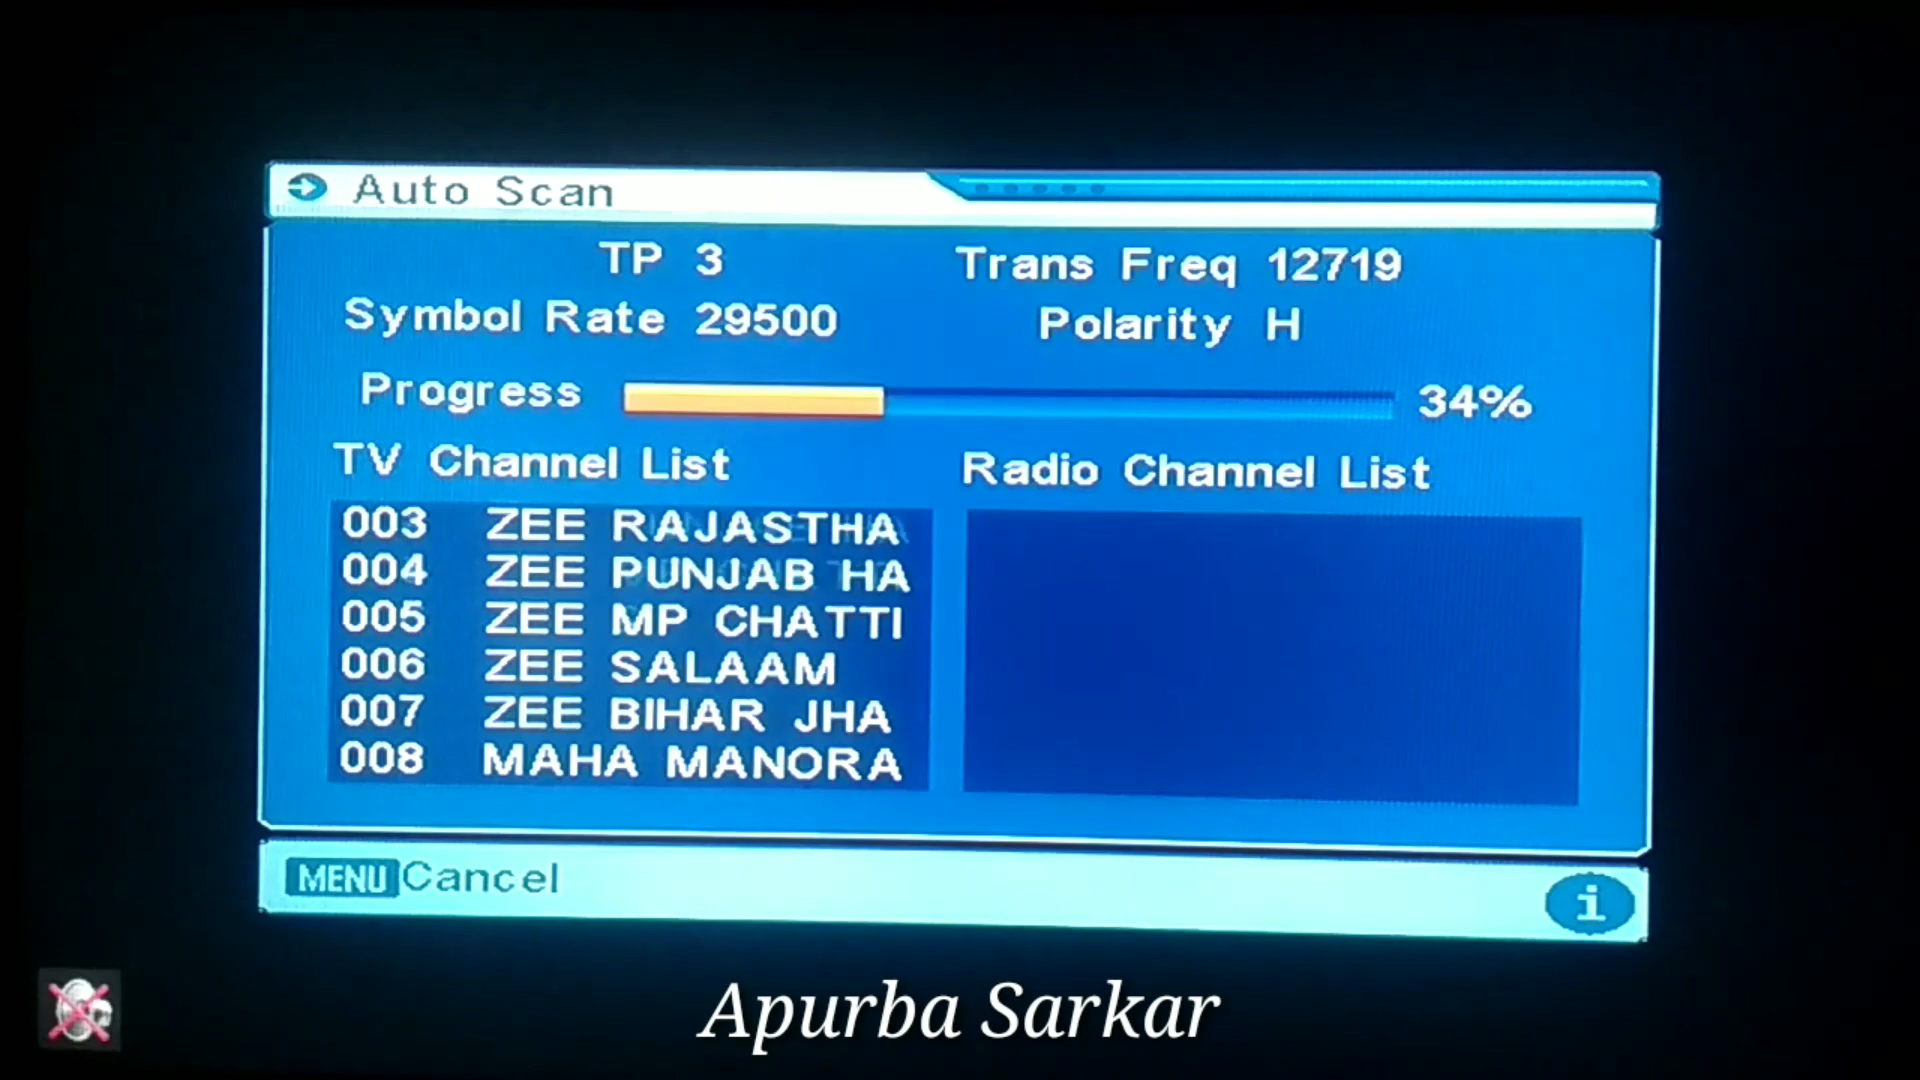 Auto Scan
TP 3
Trans Freq 12719
Symbol Rate 29500
Polarity H
Progress
34%
TV Channel List
Radio Channel List
003 ZEE RAJASTHA
004 ZEE PUNJAB HA
005 ZEE MP CHATTI
006 ZEE SALAAM
007 ZEE BIHAR JHA
008 MAHA MANORA
MENU Cancel
i
Apurba Sarkar